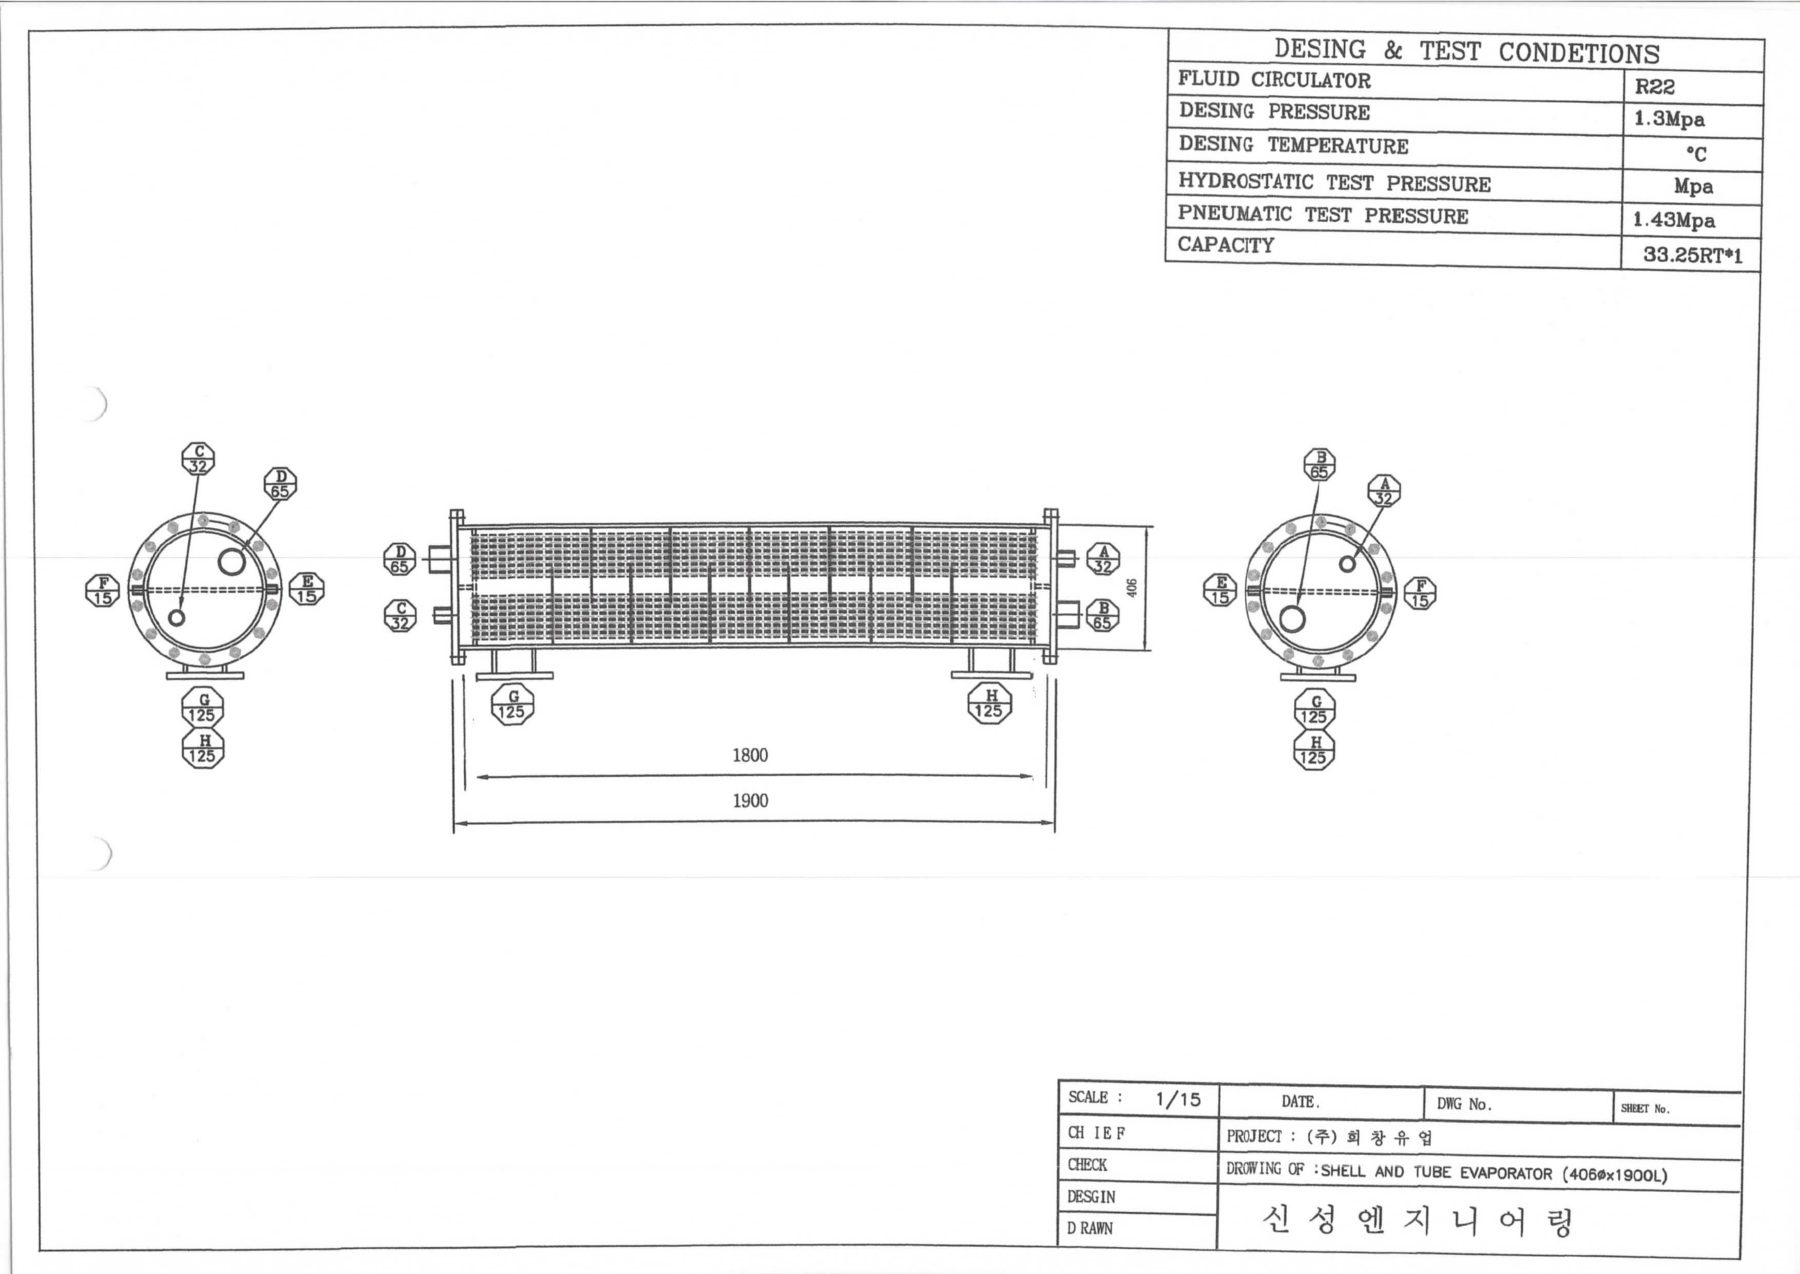 DESING & TEST CONDETIONS
FLUID CIRCULATOR R22
DESING PRESSURE 1.3Mpa
DESING TEMPERATURE °C
HYDROSTATIC TEST PRESSURE Mpa
PNEUMATIC TEST PRESSURE 1.43Mpa
CAPACITY 33.25RT*1
C
32
D
65
F
15
E
15
G
125
H
125
D
65
C
32
A
32
B
65
406
G
125
H
125
1800
1900
B
65
A
32
E
15
F
15
G
125
H
125
SCALE : 1/15 DATE. DWG No. SHEET No.
CH IEF PROJECT : (주) 희 창 유 업
CHECK DROWING OF :SHELL AND TUBE EVAPORATOR (406øx1900L)
DESGIN
신 성 엔 지 니 어 링
D RAWN